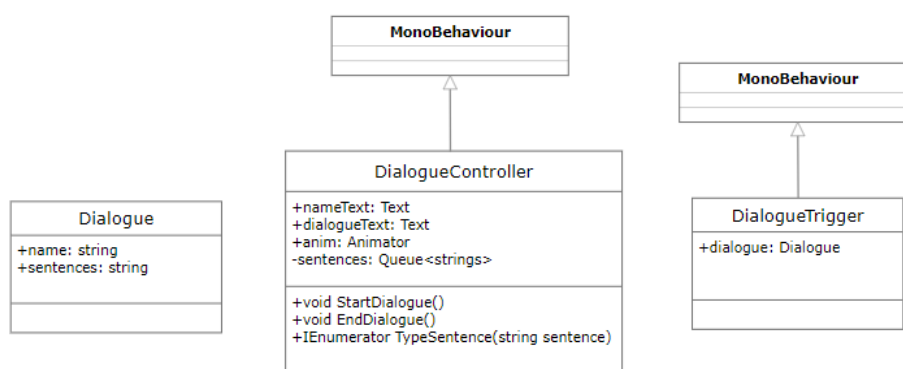 MonoBehaviour
MonoBehaviour
DialogueController
+nameText: Text
+dialogueText: Text
+anim: Animator
-sentences: Queue<strings>
+void StartDialogue()
+void EndDialogue()
+IEnumerator TypeSentence(string sentence)
Dialogue
+name: string
+sentences: string
DialogueTrigger
+dialogue: Dialogue